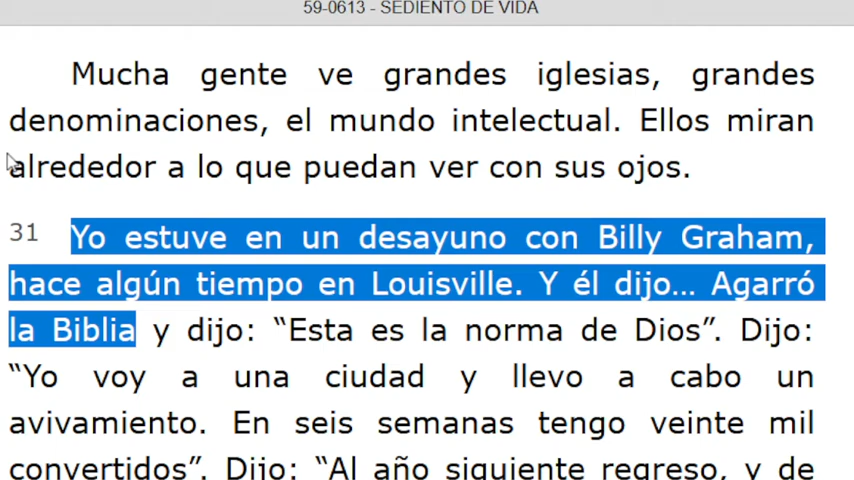 59-0613 - SEDIENTO DE VIDA
Mucha gente ve grandes iglesias, grandes
denominaciones, el mundo intelectual. Ellos miran
alrededor a lo que puedan ver con sus ojos.
31 Yo estuve en un desayuno con Billy Graham,
hace algún tiempo en Louisville. Y él dijo... Agarró
la Biblia y dijo: “Esta es la norma de Dios”. Dijo:
“Yo voy a una ciudad y llevo a cabo un
avivamiento. En seis semanas tengo veinte mil
convertidos”. Dijo: “Al año siguiente regreso, y de